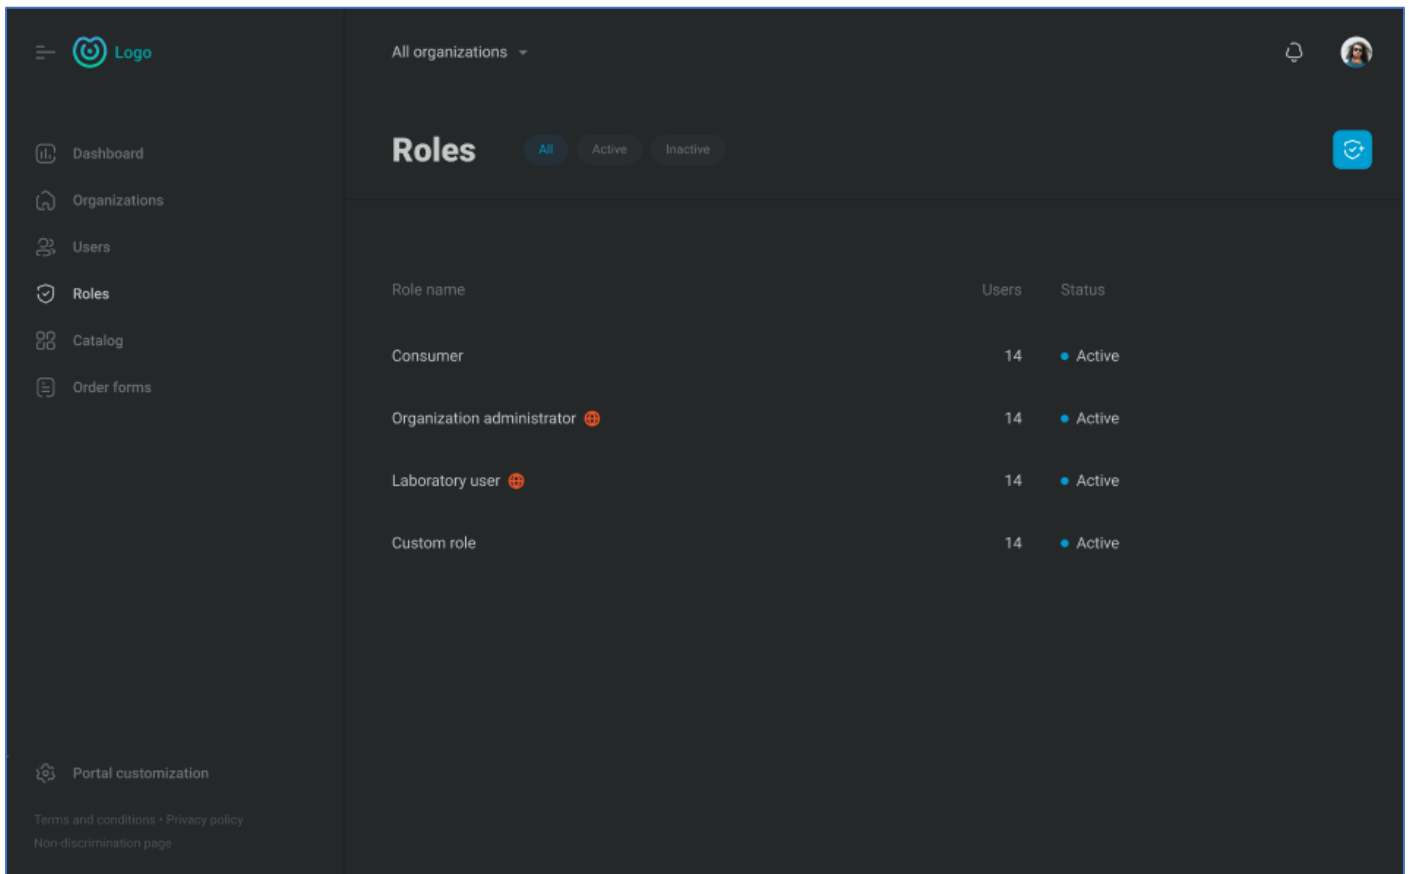 Logo
All organizations
Dashboard
Organizations
Users
Roles
Catalog
Order forms
Portal customization
Terms and conditions • Privacy policy
Non-discrimination page
Roles
All Active Inactive
Role name Users Status
Consumer 14 Active
Organization administrator 14 Active
Laboratory user 14 Active
Custom role 14 Active